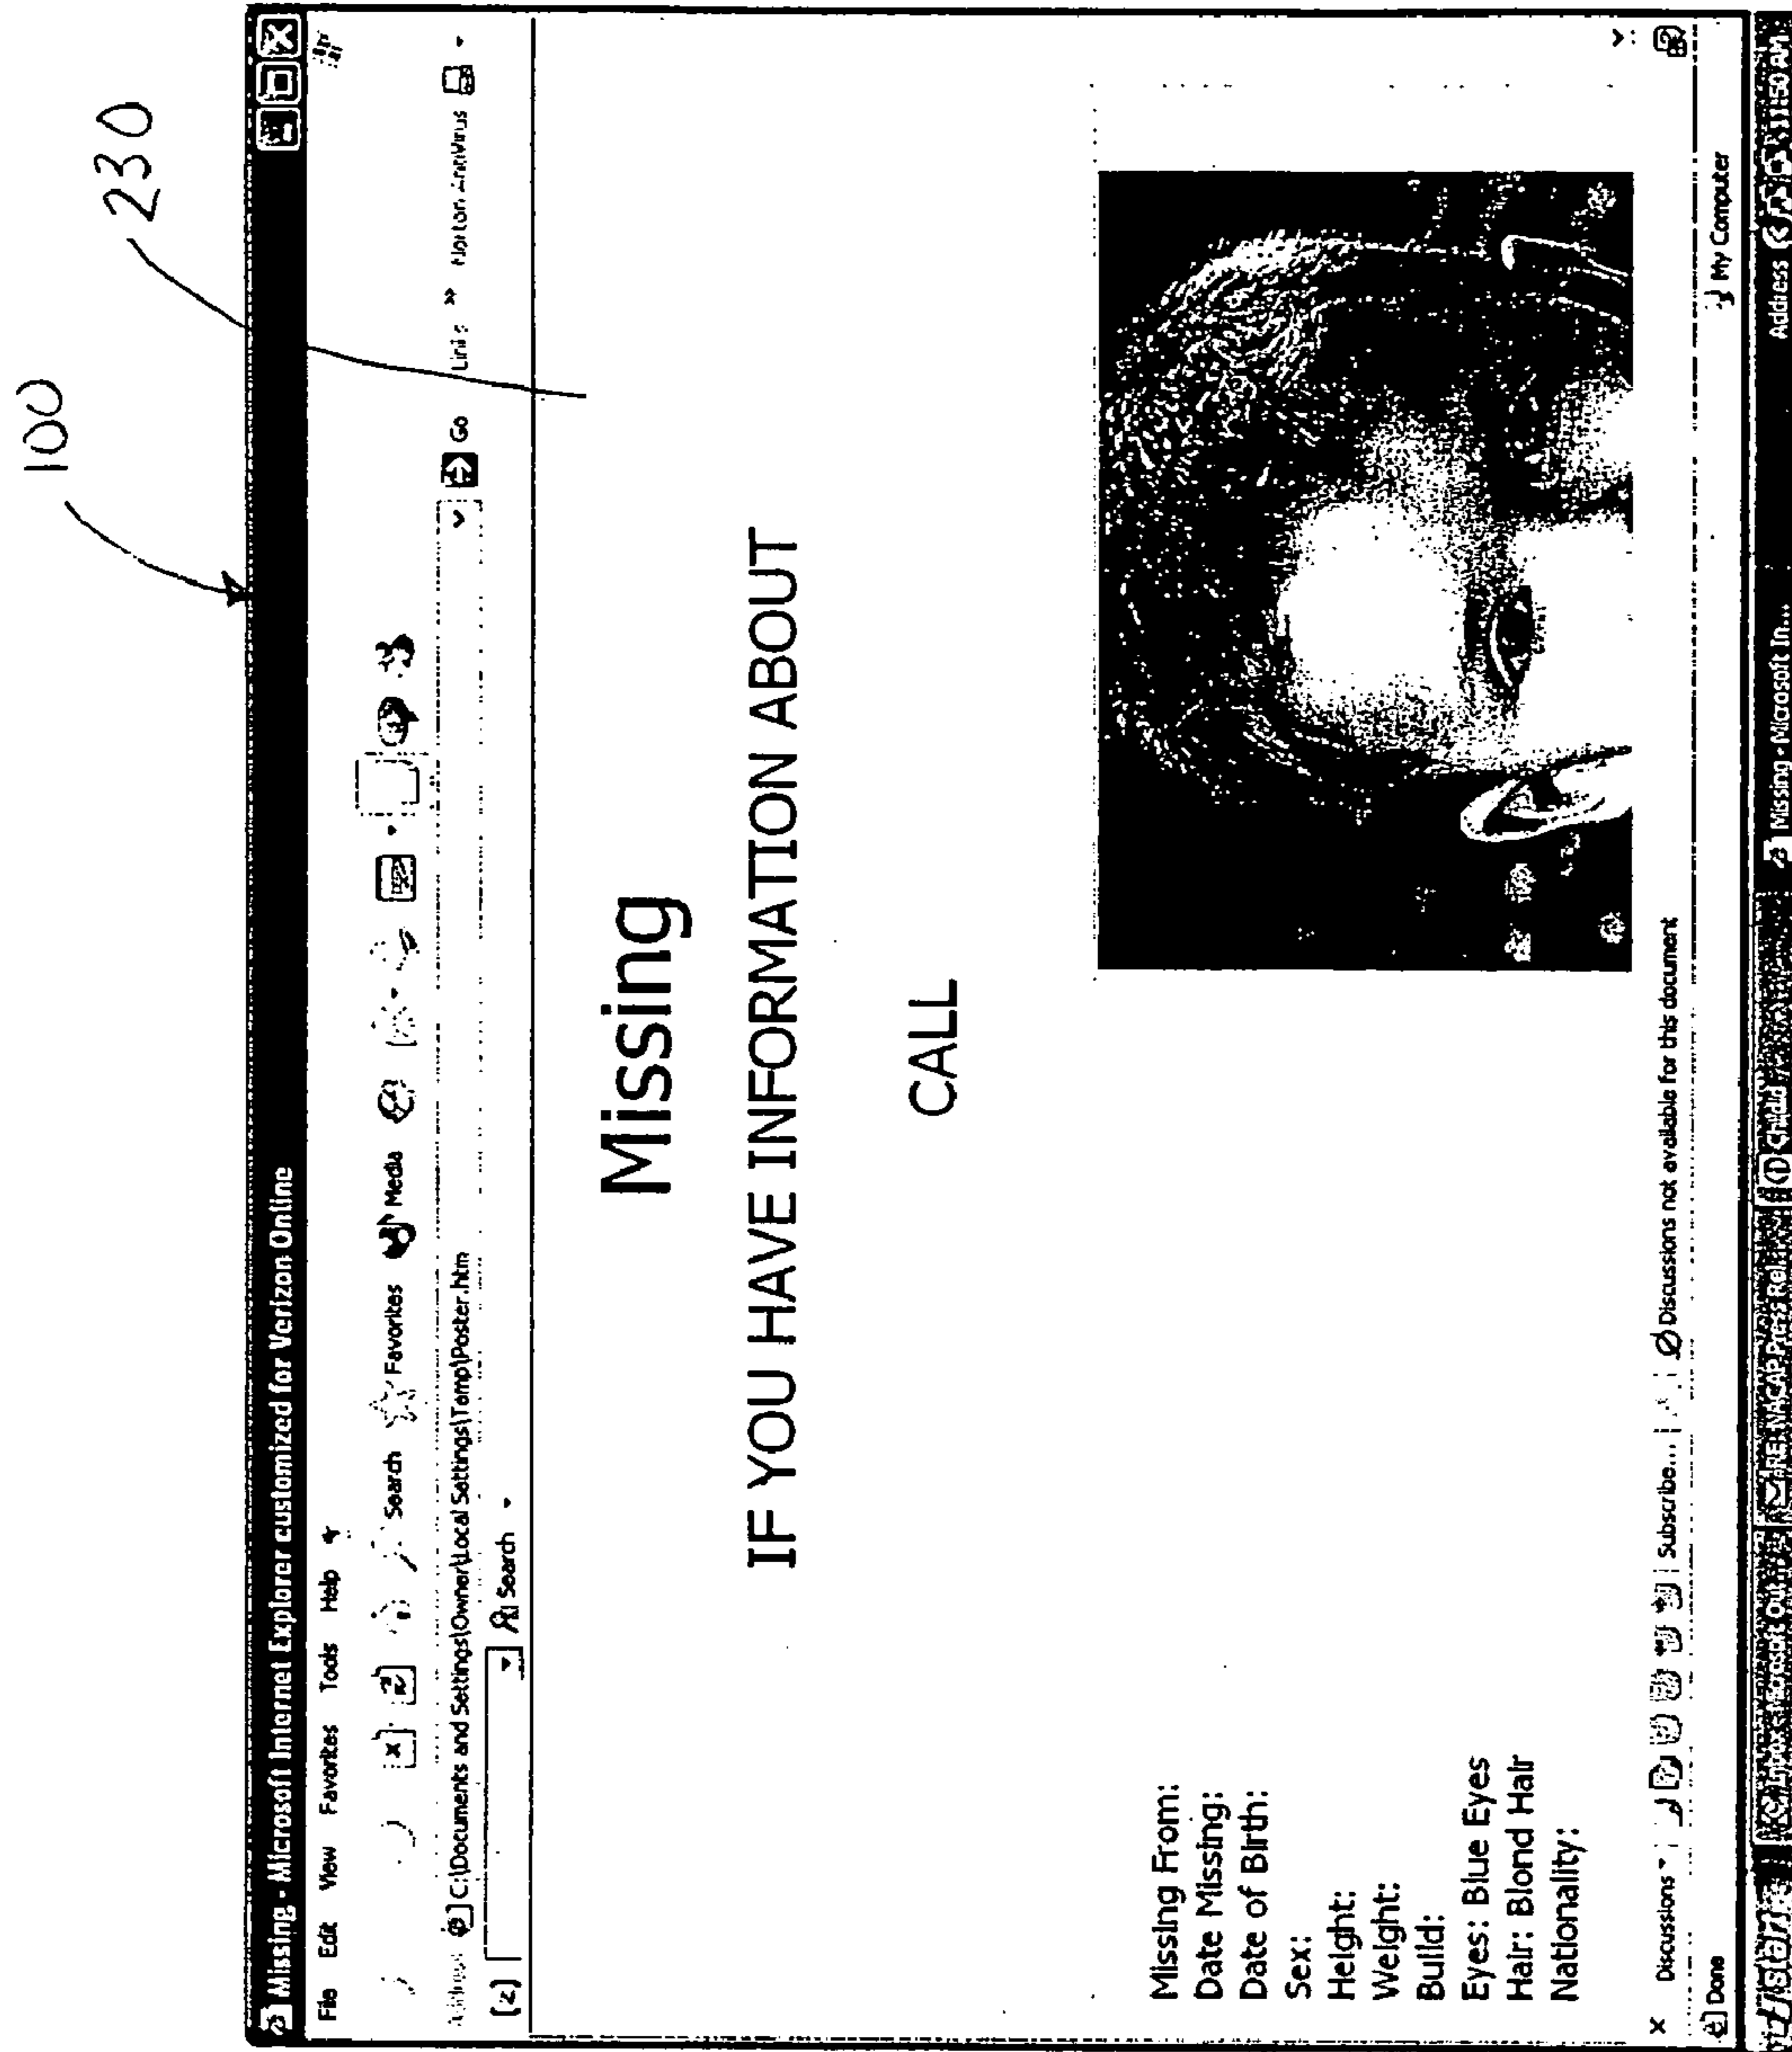 100
230
Missing - Microsoft Internet Explorer customized for Verizon Online
File Edit View Favorites Tools Help
Search Favorites Media
Address C:\Documents and Settings\Owner\Local Settings\Temp\Poster.htm Go Links » Norton AntiVirus
Search
Missing
IF YOU HAVE INFORMATION ABOUT
CALL
Missing From:
Date Missing:
Date of Birth:
Sex:
Height:
Weight:
Build:
Eyes: Blue Eyes
Hair: Blond Hair
Nationality:
Discussions Subscribe... Discussions not available for this document
Done My Computer
start Missing - Microsoft In... Address